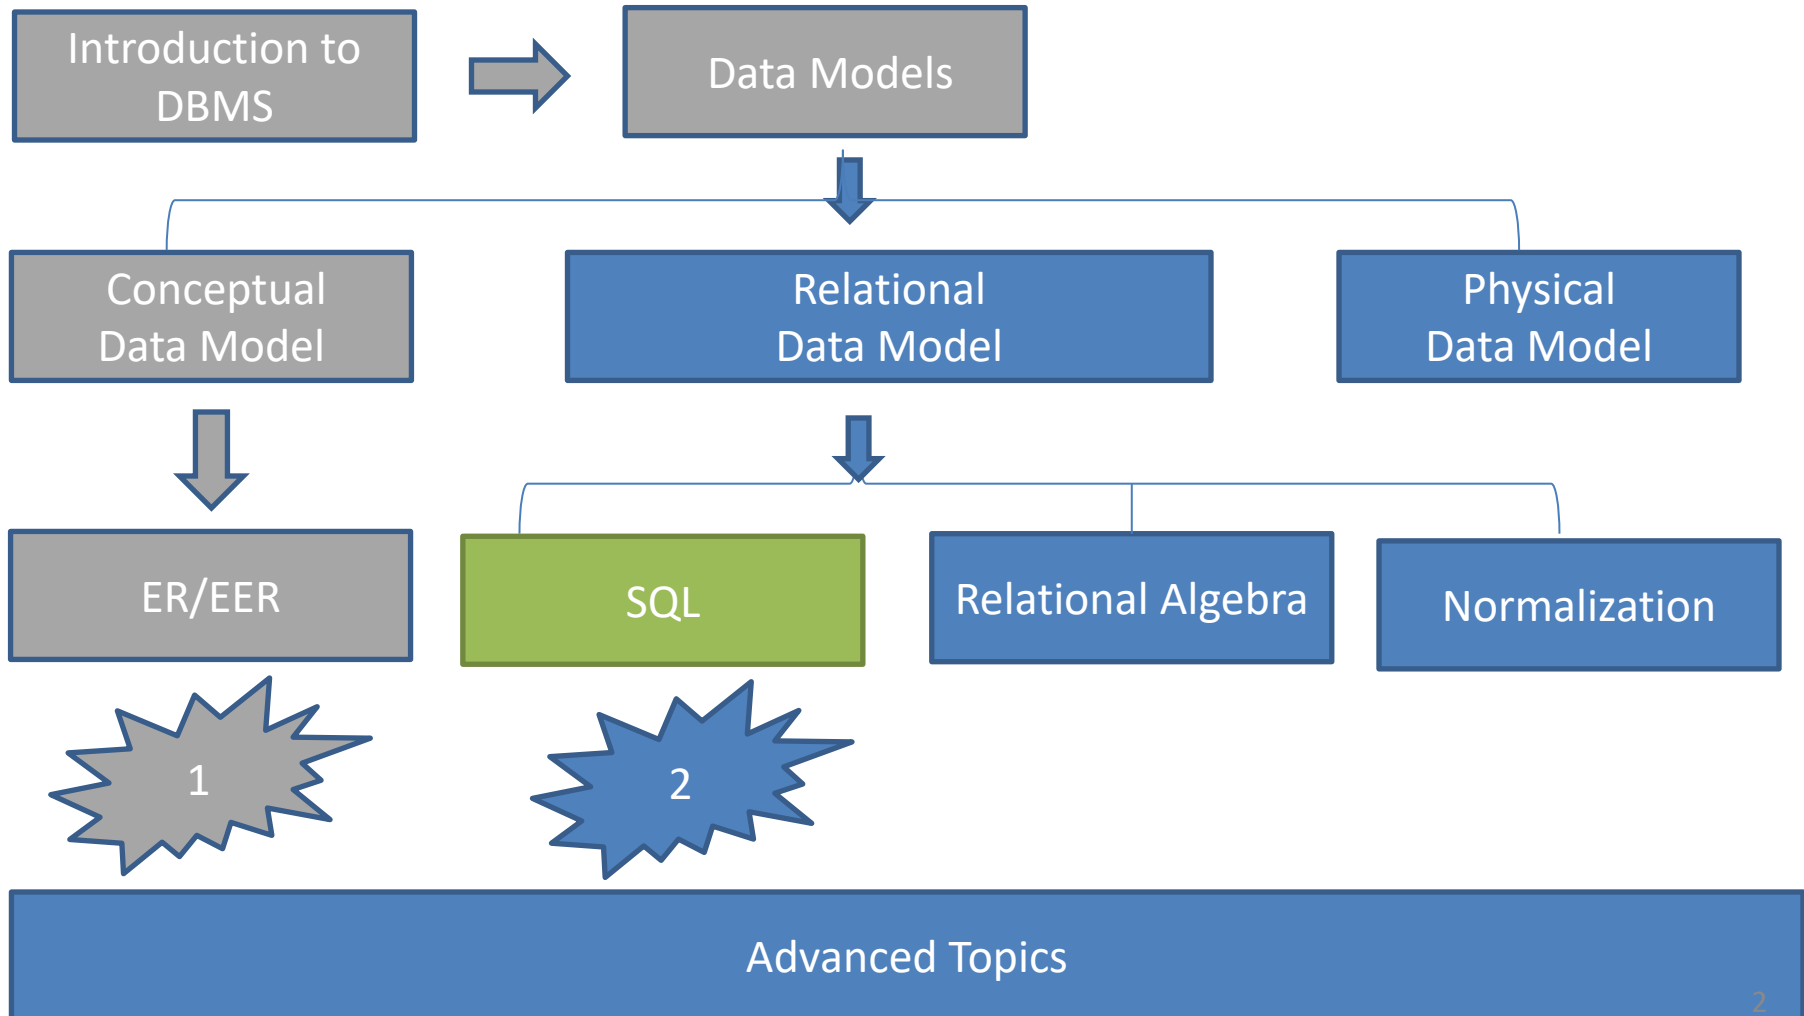 Introduction to
DBMS
Data Models
Conceptual
Data Model
Relational
Data Model
Physical
Data Model
ER/EER
SQL
Relational Algebra
Normalization
1
2
Advanced Topics
2